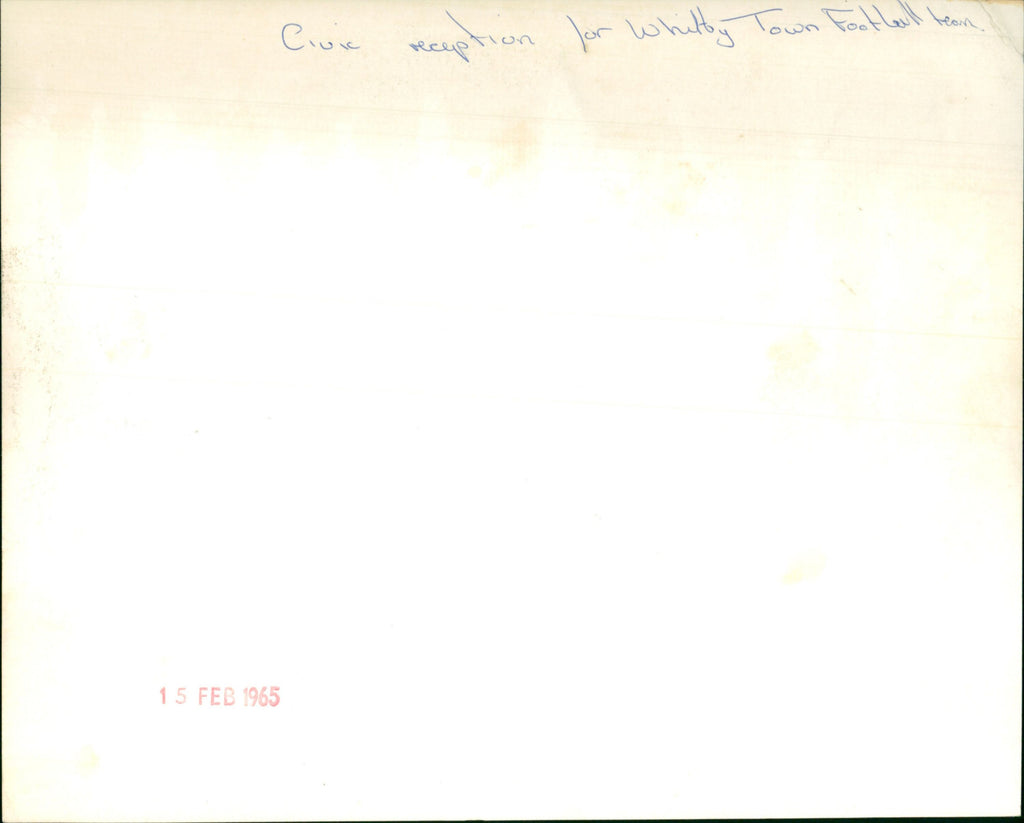 Civic reception for Whitby Town Football team
15 FEB 1965